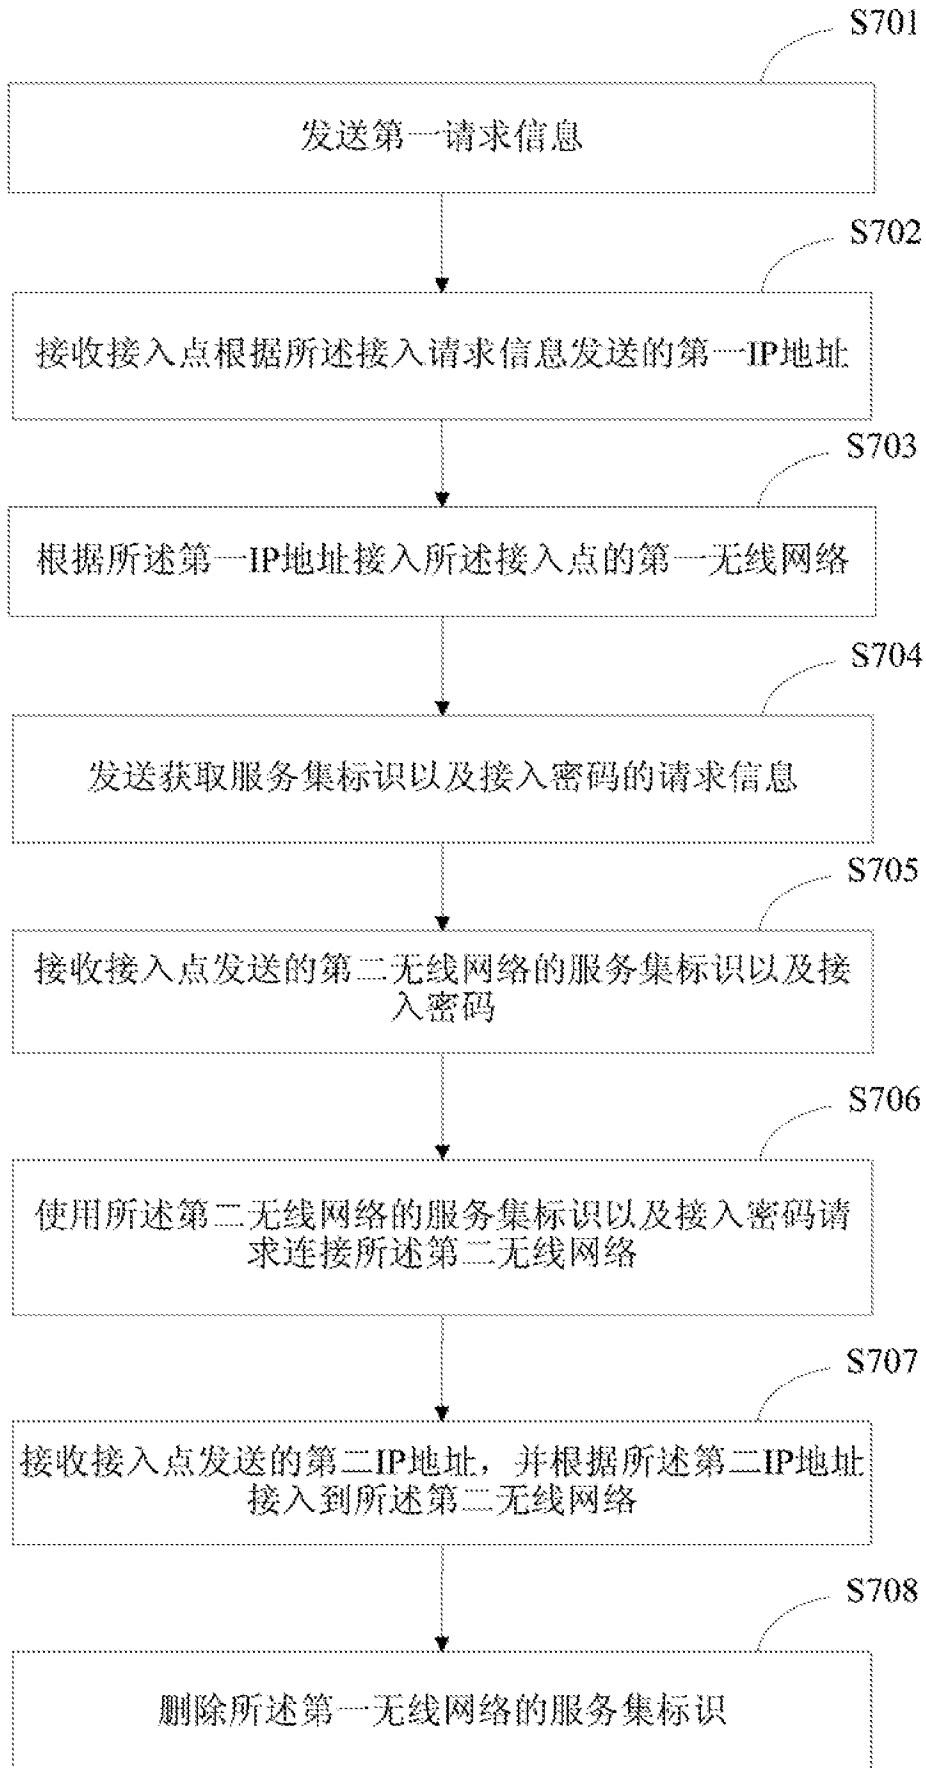 S701
发送第一请求信息
S702
接收接入点根据所述接入请求信息发送的第一IP地址
S703
根据所述第一IP地址接入所述接入点的第一无线网络
S704
发送获取服务集标识以及接入密码的请求信息
S705
接收接入点发送的第二无线网络的服务集标识以及接
入密码
S706
使用所述第二无线网络的服务集标识以及接入密码请
求连接所述第二无线网络
S707
接收接入点发送的第二IP地址，并根据所述第二IP地址
接入到所述第二无线网络
S708
删除所述第一无线网络的服务集标识